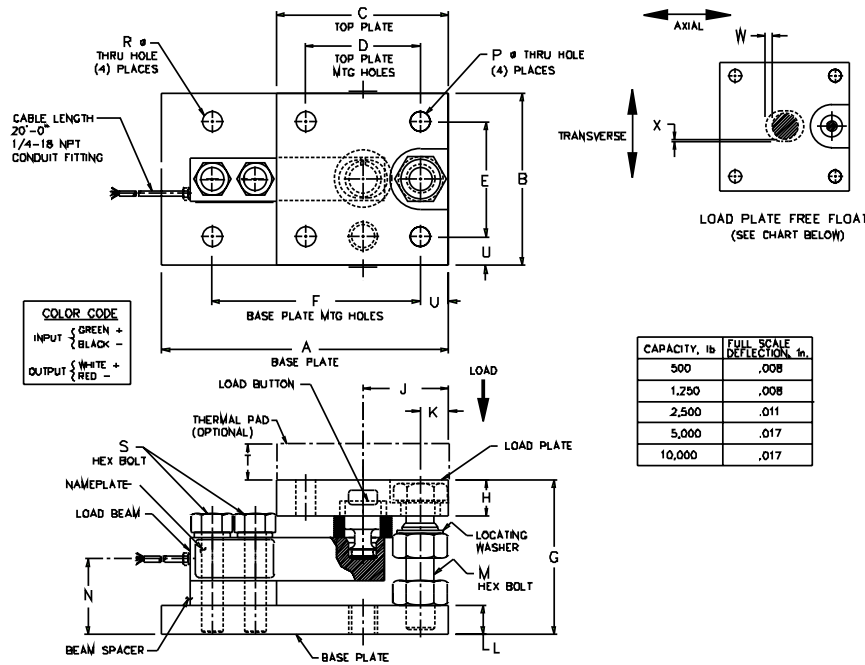 C
TOP PLATE
D
TOP PLATE
MTG HOLES
R ø
THRU HOLE
(4) PLACES
P ø THRU HOLE
(4) PLACES
CABLE LENGTH
20'-0"
1/4-18 NPT
CONDUIT FITTING
E
B
U
F
U
BASE PLATE MTG HOLES
A
BASE PLATE
AXIAL
W
TRANSVERSE
X
LOAD PLATE FREE FLOAT
(SEE CHART BELOW)
COLOR CODE
INPUT { GREEN +
BLACK -
OUTPUT { WHITE +
RED -
CAPACITY, lb FULL SCALE DEFLECTION, in.
500 .008
1,250 .008
2,500 .011
5,000 .017
10,000 .017
LOAD BUTTON
J
K
LOAD
THERMAL PAD
(OPTIONAL)
T
LOAD PLATE
S
HEX BOLT
NAMEPLATE
LOAD BEAM
H
G
LOCATING
WASHER
M
HEX BOLT
N
L
BEAM SPACER
BASE PLATE